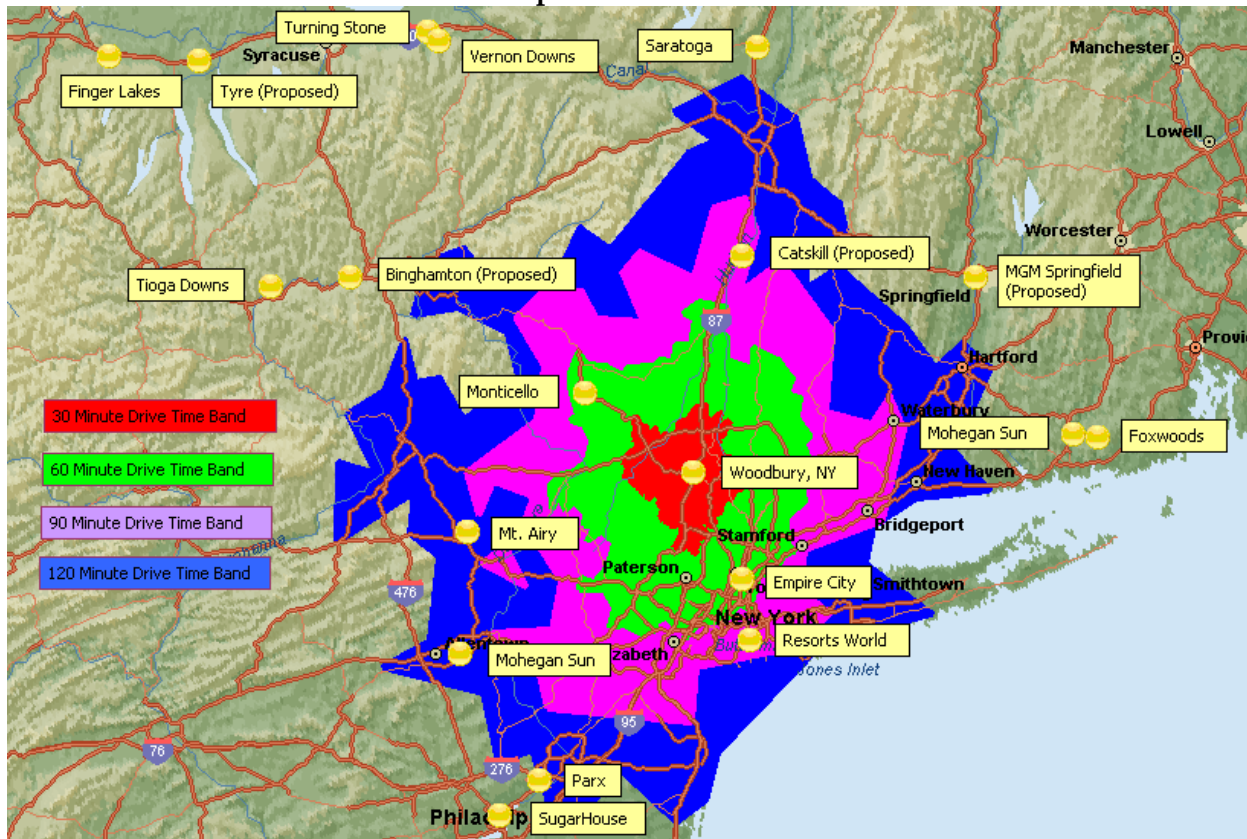 Turning Stone
Syracuse
Vernon Downs
Saratoga
Manchester
Finger Lakes
Tyre (Proposed)
Canal
Lowell
Worcester
Catskill (Proposed)
Binghamton (Proposed)
MGM Springfield
(Proposed)
Tioga Downs
Springfield
87
Hartford
Monticello
30 Minute Drive Time Band
Waterbury
Mohegan Sun
Foxwoods
60 Minute Drive Time Band
Woodbury, NY
New Haven
90 Minute Drive Time Band
Bridgeport
Mt. Airy
Stamford
120 Minute Drive Time Band
Paterson
Empire City
Smithtown
476
New York
Resorts World
Mohegan Sun
zabeth
Jones Inlet
95
76
276
Parx
Philad
SugarHouse